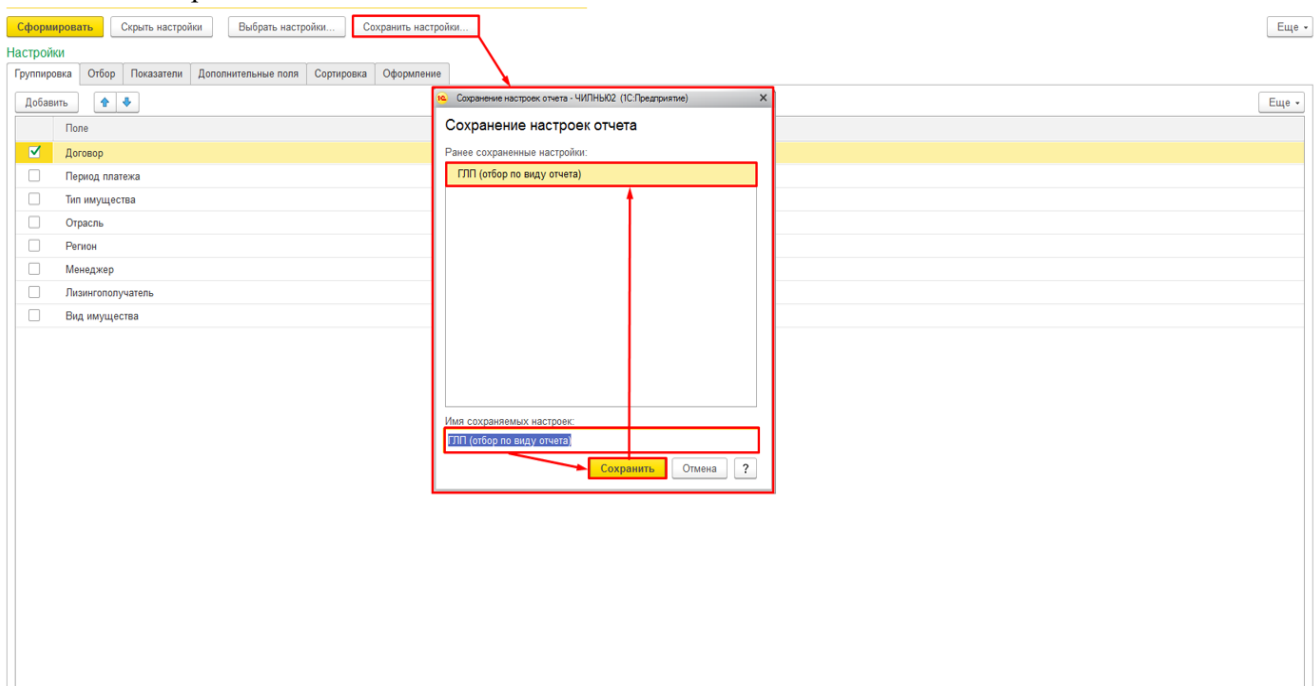 Сформировать Скрыть настройки Выбрать настройки... Сохранить настройки... Еще
Настройки
Группировка Отбор Показатели Дополнительные поля Сортировка Оформление
Добавить Еще
Поле
Договор
Период платежа
Тип имущества
Отрасль
Регион
Менеджер
Лизингополучатель
Вид имущества
Сохранение настроек отчета - ЧИПНЬЮ2 (1С:Предприятие)
Сохранение настроек отчета
Ранее сохраненные настройки:
ГЛП (отбор по виду отчета)
Имя сохраняемых настроек:
ГЛП (отбор по виду отчета)
Сохранить Отмена ?